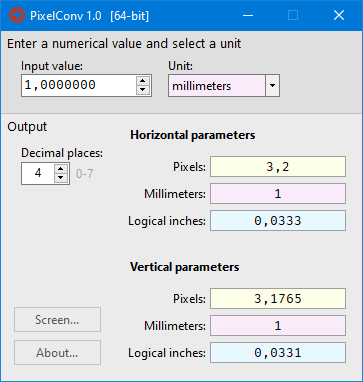 PixelConv 1.0 [64-bit]
Enter a numerical value and select a unit
Input value: Unit:
1,0000000 millimeters
Output
Decimal places:
4 0-7
Horizontal parameters
Pixels: 3,2
Millimeters: 1
Logical inches: 0,0333
Vertical parameters
Pixels: 3,1765
Millimeters: 1
Logical inches: 0,0331
Screen...
About...